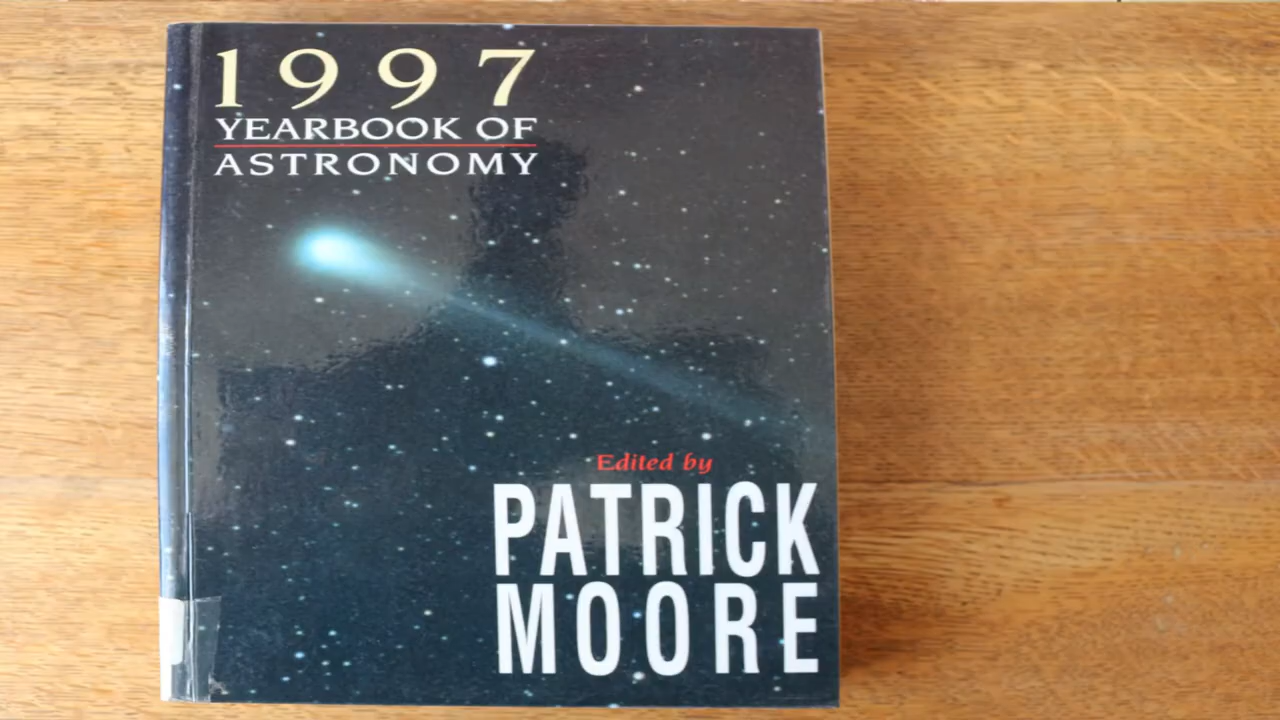 1997
YEARBOOK OF
ASTRONOMY
Edited by
PATRICK
MOORE